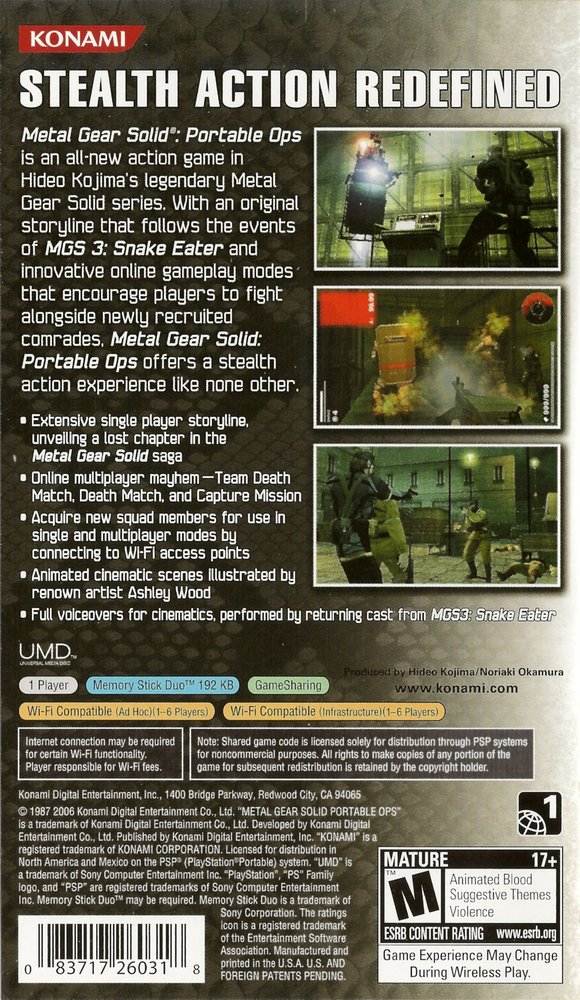 KONAMI
STEALTH ACTION REDEFINED
Metal Gear Solid®: Portable Ops
is an all-new action game in
Hideo Kojima's legendary Metal
Gear Solid series. With an original
storyline that follows the events
of MGS 3: Snake Eater and
innovative online gameplay modes
that encourage players to fight
alongside newly recruited
comrades, Metal Gear Solid:
Portable Ops offers a stealth
action experience like none other.
• Extensive single player storyline,
unveiling a lost chapter in the
Metal Gear Solid saga
• Online multiplayer mayhem—Team Death
Match, Death Match, and Capture Mission
• Acquire new squad members for use in
single and multiplayer modes by
connecting to Wi-Fi access points
• Animated cinematic scenes illustrated by
renown artist Ashley Wood
• Full voiceovers for cinematics, performed by returning cast from MGS3: Snake Eater
99.99
4
999/999
UMD™
UNIVERSAL MEDIA DISC
Produced by Hideo Kojima/Noriaki Okamura
www.konami.com
1 Player
Memory Stick Duo™ 192 KB
GameSharing
Wi-Fi Compatible (Ad Hoc)(1-6 Players)
Wi-Fi Compatible (Infrastructure)(1-6 Players)
Internet connection may be required
for certain Wi-Fi functionality.
Player responsible for Wi-Fi fees.
Note: Shared game code is licensed solely for distribution through PSP systems
for noncommercial purposes. All rights to make copies of any portion of the
game for subsequent redistribution is retained by the copyright holder.
Konami Digital Entertainment, Inc., 1400 Bridge Parkway, Redwood City, CA 94065
© 1987 2006 Konami Digital Entertainment Co., Ltd. "METAL GEAR SOLID PORTABLE OPS"
is a trademark of Konami Digital Entertainment Co., Ltd. Developed by Konami Digital
Entertainment Co., Ltd. Published by Konami Digital Entertainment, Inc. "KONAMI" is a
registered trademark of KONAMI CORPORATION. Licensed for distribution in
North America and Mexico on the PSP® (PlayStation®Portable) system. "UMD" is
a trademark of Sony Computer Entertainment Inc. "PlayStation", "PS" Family
logo, and "PSP" are registered trademarks of Sony Computer Entertainment
Inc. Memory Stick Duo™ may be required. Memory Stick Duo is a trademark of
Sony Corporation. The ratings
icon is a registered trademark
of the Entertainment Software
Association. Manufactured and
printed in the U.S.A. U.S. AND
FOREIGN PATENTS PENDING.
0 83717 26031 8
1
MATURE 17+
M
™
Animated Blood
Suggestive Themes
Violence
ESRB CONTENT RATING www.esrb.org
Game Experience May Change
During Wireless Play.